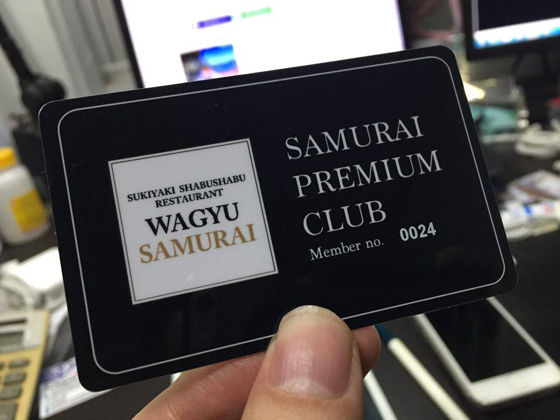 SUKIYAKI SHABUSHABU
RESTAURANT
WAGYU
SAMURAI
SAMURAI
PREMIUM
CLUB
Member no. 0024